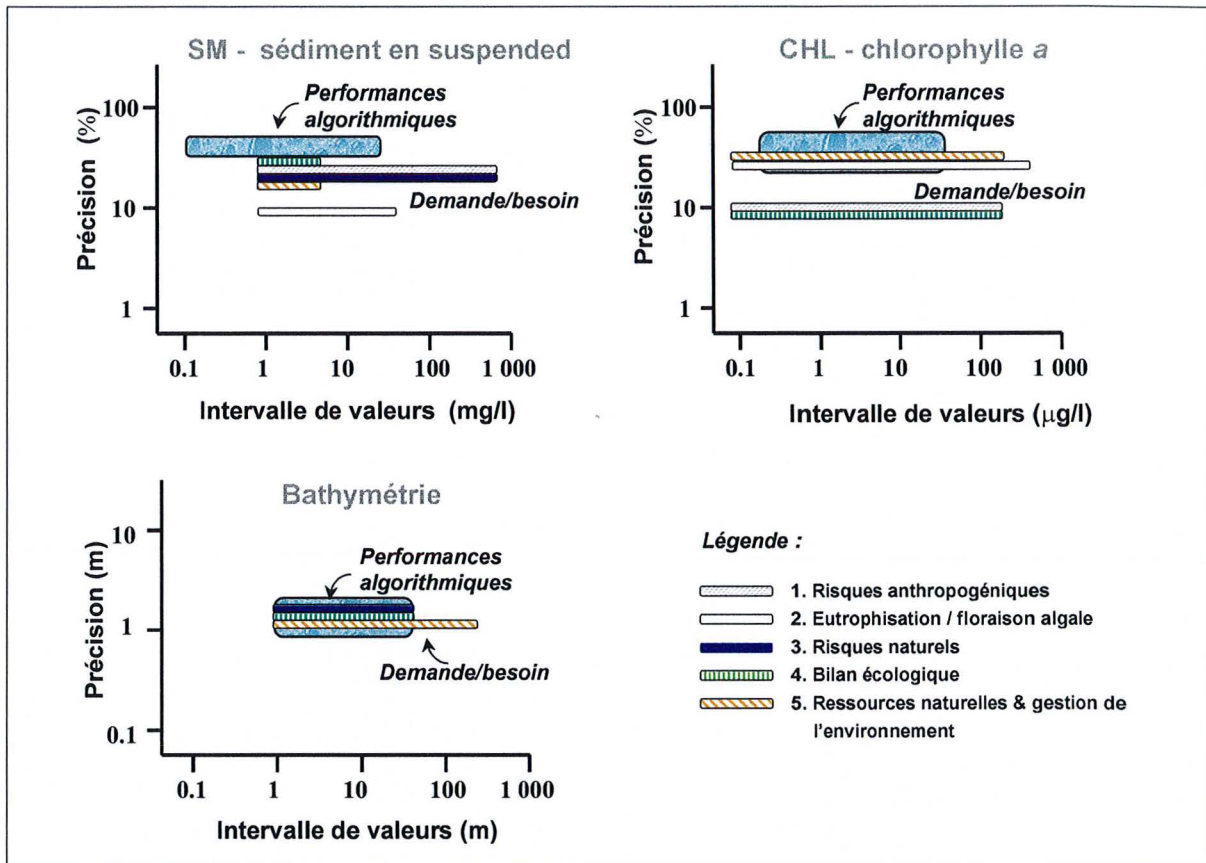 SM - sédiment en suspended
Performances
algorithmiques
Précision (%)
100
10
1
Demande/besoin
0.1 1 10 100 1 000
Intervalle de valeurs (mg/l)
CHL - chlorophylle a
Performances
algorithmiques
Précision (%)
100
10
1
Demande/besoin
0.1 1 10 100 1 000
Intervalle de valeurs (µg/l)
Bathymétrie
Performances
algorithmiques
Précision (m)
10
1
0.1
Demande/besoin
0.1 1 10 100 1 000
Intervalle de valeurs (m)
Légende :
1. Risques anthropogéniques
2. Eutrophisation / floraison algale
3. Risques naturels
4. Bilan écologique
5. Ressources naturelles & gestion de
l'environnement